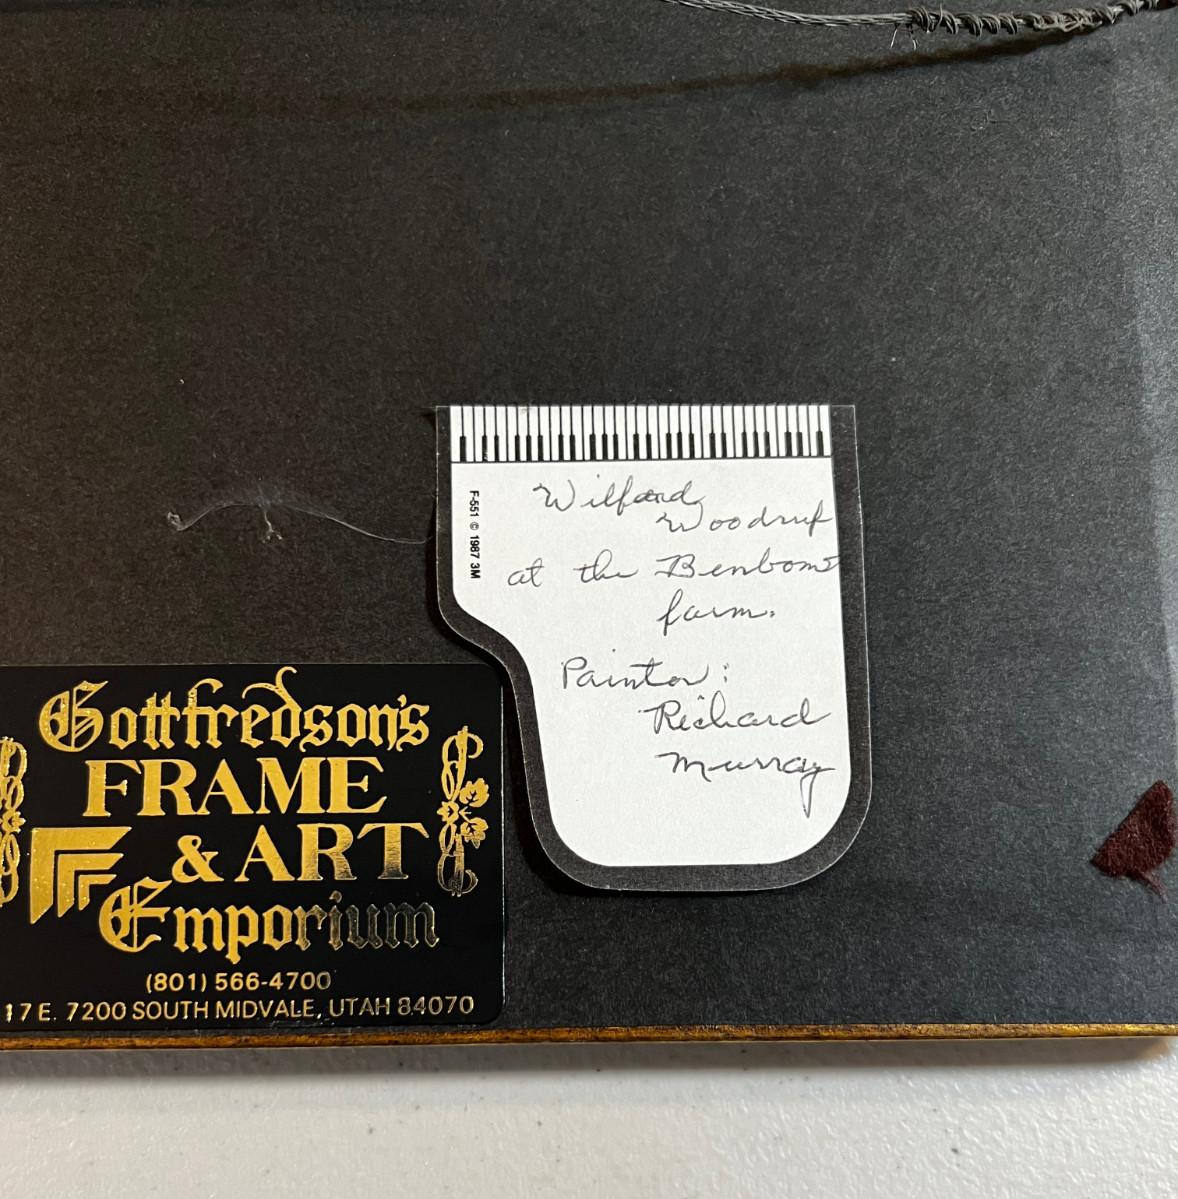 F-551 © 1987 3M
Wilford
Woodruf
at the Benbows
farm.
Painter:
Richard
Murray
Gottfredson's
FRAME
& ART
Emporium
(801) 566-4700
17 E. 7200 SOUTH MIDVALE, UTAH 84070